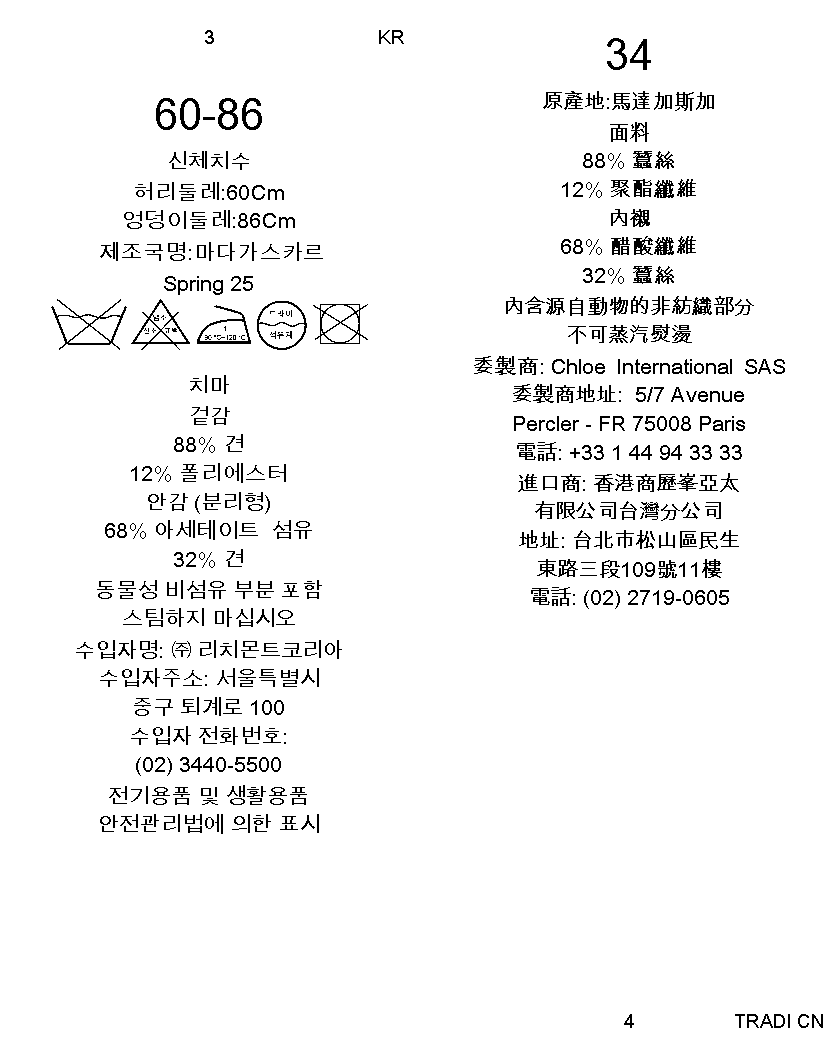 3
KR
60-86
신체치수
허리둘레:60Cm
엉덩이둘레:86Cm
제조국명:마다가스카르
Spring 25
염소
산소 표백
1
80 °C~120 °C
드라이
석유계
치마
겉감
88% 견
12% 폴리에스터
안감 (분리형)
68% 아세테이트 섬유
32% 견
동물성 비섬유 부분 포함
스팀하지 마십시오
수입자명: ㈜ 리치몬트코리아
수입자주소: 서울특별시
중구 퇴계로 100
수입자 전화번호:
(02) 3440-5500
전기용품 및 생활용품
안전관리법에 의한 표시
34
原產地:馬達加斯加
面料
88% 蠶絲
12% 聚酯纖維
內襯
68% 醋酸纖維
32% 蠶絲
內含源自動物的非紡織部分
不可蒸汽熨燙
委製商: Chloe International SAS
委製商地址: 5/7 Avenue
Percler - FR 75008 Paris
電話: +33 1 44 94 33 33
進口商: 香港商歷峯亞太
有限公司台灣分公司
地址: 台北市松山區民生
東路三段109號11樓
電話: (02) 2719-0605
4
TRADI CN